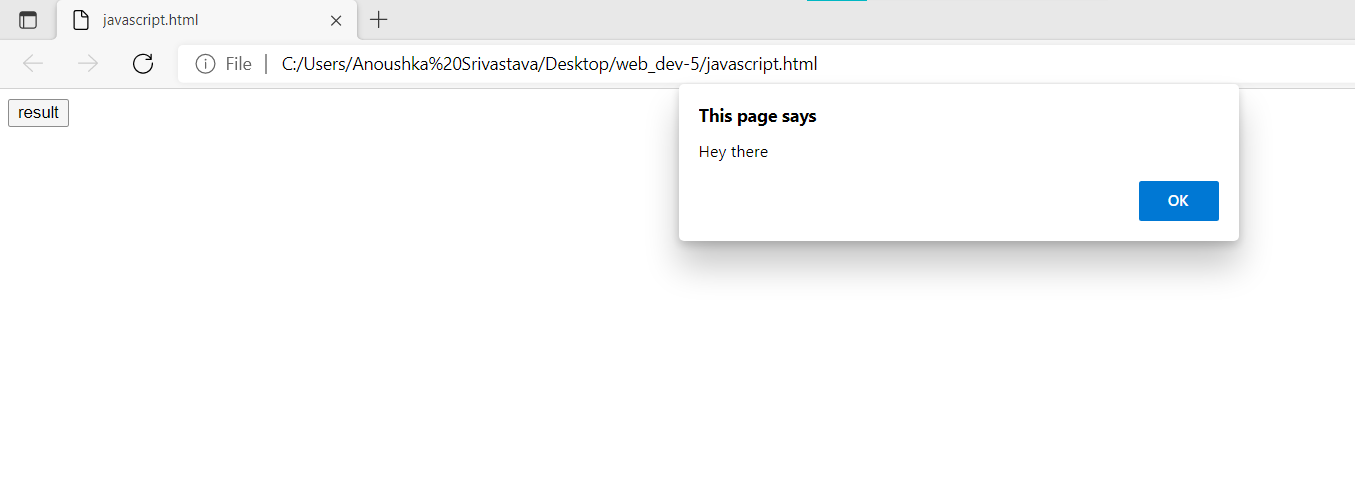 javascript.html
File
C:/Users/Anoushka%20Srivastava/Desktop/web_dev-5/javascript.html
result
This page says
Hey there
OK